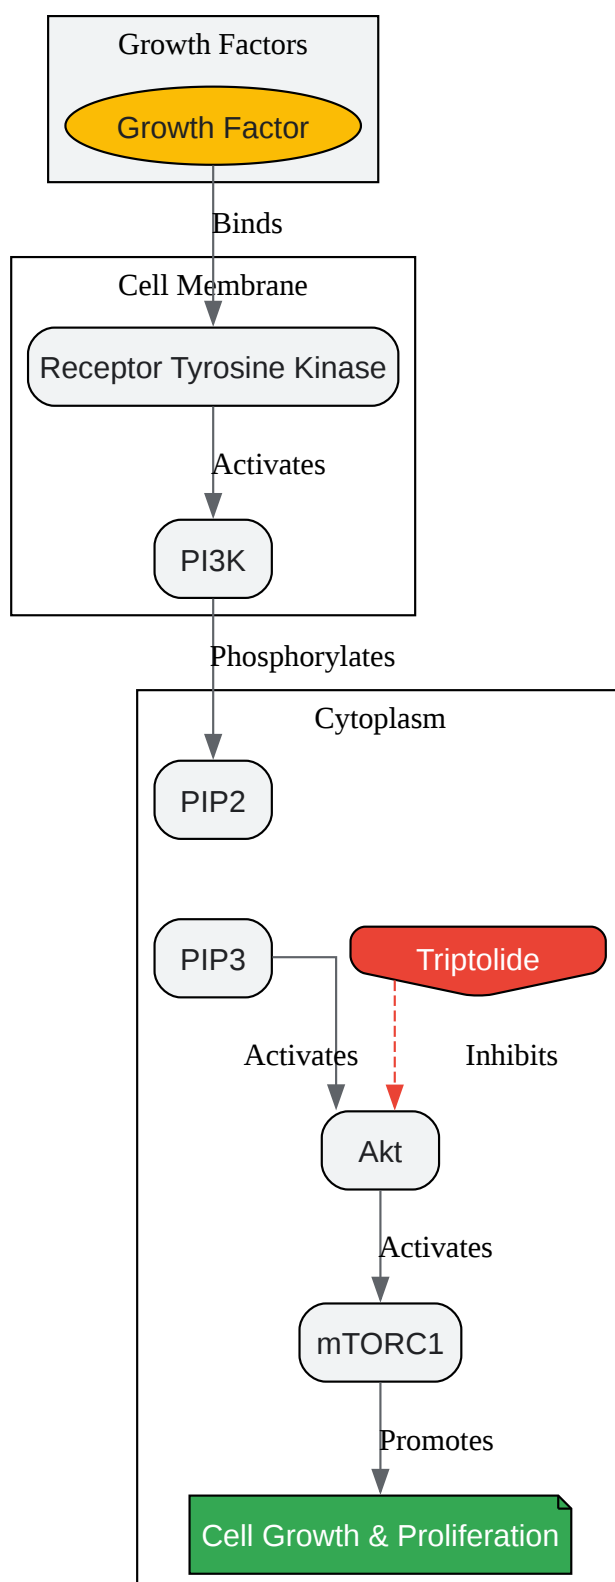 Growth Factors
Growth Factor
Binds
Cell Membrane
Receptor Tyrosine Kinase
Activates
PI3K
Phosphorylates
Cytoplasm
PIP2
PIP3
Triptolide
Activates
Inhibits
Akt
Activates
mTORC1
Promotes
Cell Growth & Proliferation